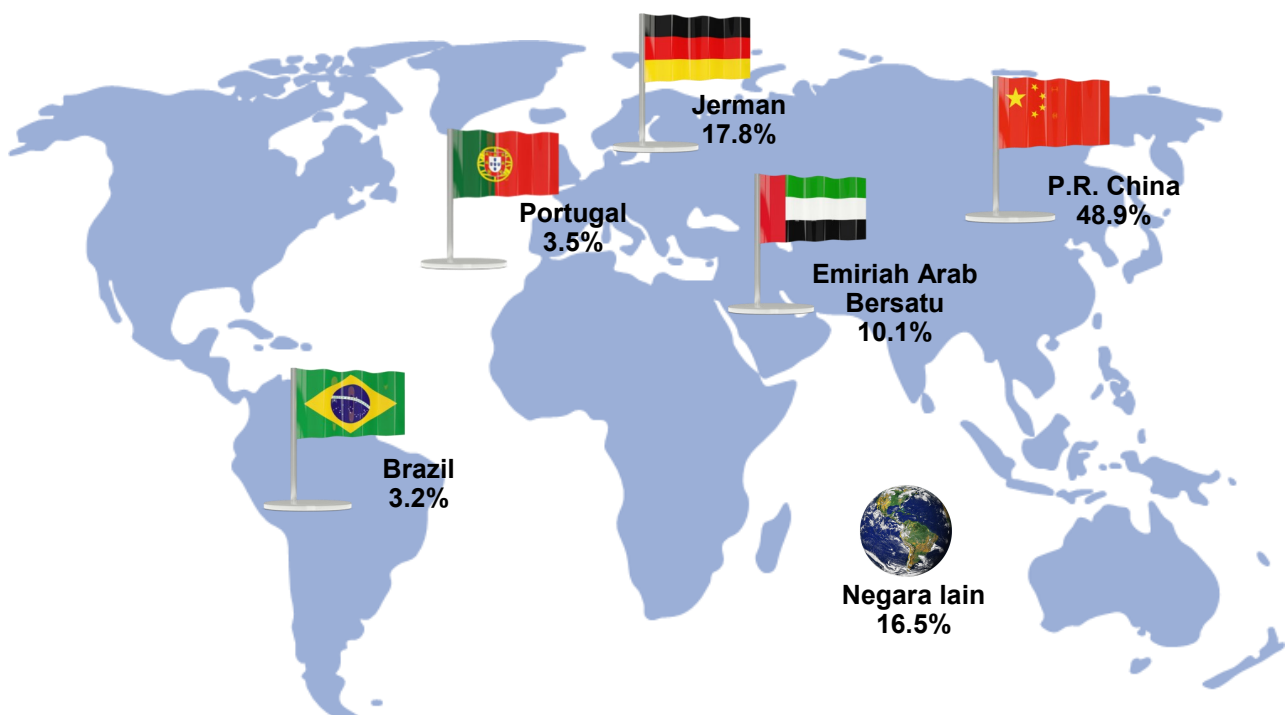 Jerman
17.8%
P.R. China
48.9%
Portugal
3.5%
Emiriah Arab
Bersatu
10.1%
Brazil
3.2%
Negara lain
16.5%